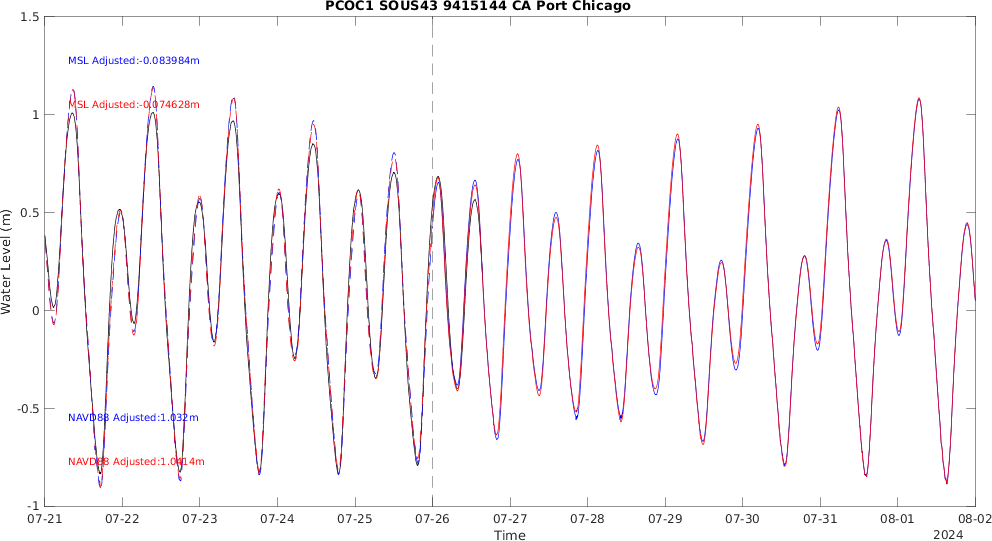 PCOC1 SOUS43 9415144 CA Port Chicago
1.5
MSL Adjusted:-0.083984m
MSL Adjusted:-0.074628m
1
0.5
Water Level (m)
0
-0.5
NAVD88 Adjusted:1.032m
NAVD88 Adjusted:1.0414m
-1
07-21 07-22 07-23 07-24 07-25 07-26 07-27 07-28 07-29 07-30 07-31 08-01 08-02
Time
2024